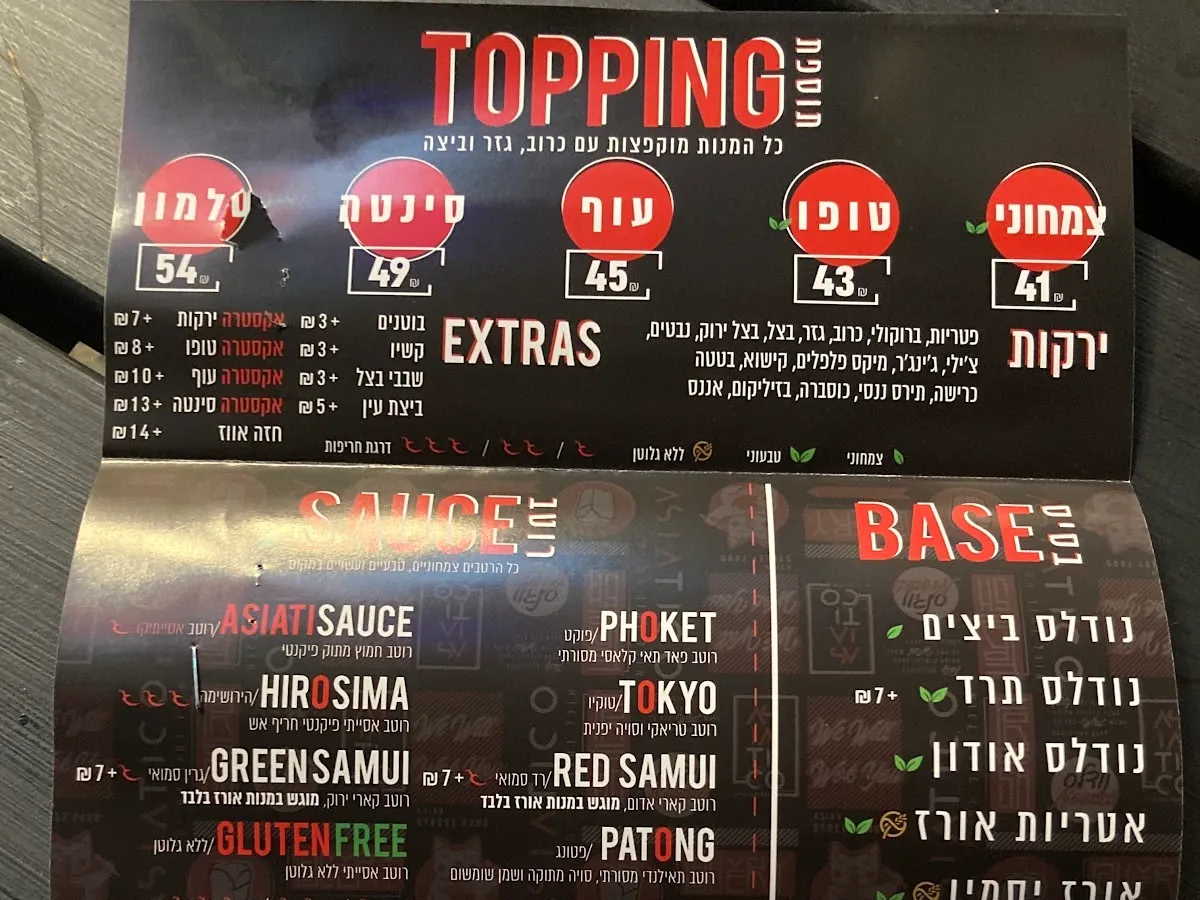 TOPPING תוספת
כל המנות מוקפצות עם כרוב, גזר וביצה
צמחוני
41 ₪
טופו
43 ₪
עוף
45 ₪
סינטה
49 ₪
סלמון
54 ₪
ירקות
פטריות, ברוקולי, כרוב, גזר, בצל, בצל ירוק, נבטים,
צ'ילי, ג'ינג'ר, מיקס פלפלים, קישוא, בטטה
כרישה, תירס ננסי, כוסברה, בזיליקום, אננס
EXTRAS
בוטנים +3 ₪
קשיו +3 ₪
שבבי בצל +3 ₪
ביצת עין +5 ₪
אקסטרה ירקות +7 ₪
אקסטרה טופו +8 ₪
אקסטרה עוף +10 ₪
אקסטרה סינטה +13 ₪
חזה אווז +14 ₪
צמחוני טבעוני ללא גלוטן / / דרגת חריפות
BASE בסיס
נודלס ביצים
נודלס תרד +7 ₪
נודלס אודון
אטריות אורז
אורז יסמין
SAUCE רוטב
כל הרטבים צמחוניים, טבעיים ועשויים במקום
PHOKET/פוקט
רוטב פאד תאי קלאסי מסורתי
TOKYO/טוקיו
רוטב טריאקי וסויה יפנית
RED SAMUI/רד סמואי +7 ₪
רוטב קארי אדום, מוגש במנות אורז בלבד
PATONG/פטונג
רוטב תאילנדי מסורתי, סויה מתוקה ושמן שומשום
ASIATISAUCE/רוטב אסייתיקו
רוטב חמוץ מתוק פיקנטי
HIROSIMA/הירושימה
רוטב אסייתי פיקנטי חריף אש
GREEN SAMUI/גרין סמואי +7 ₪
רוטב קארי ירוק, מוגש במנות אורז בלבד
GLUTEN FREE/ללא גלוטן
רוטב אסייתי ללא גלוטן